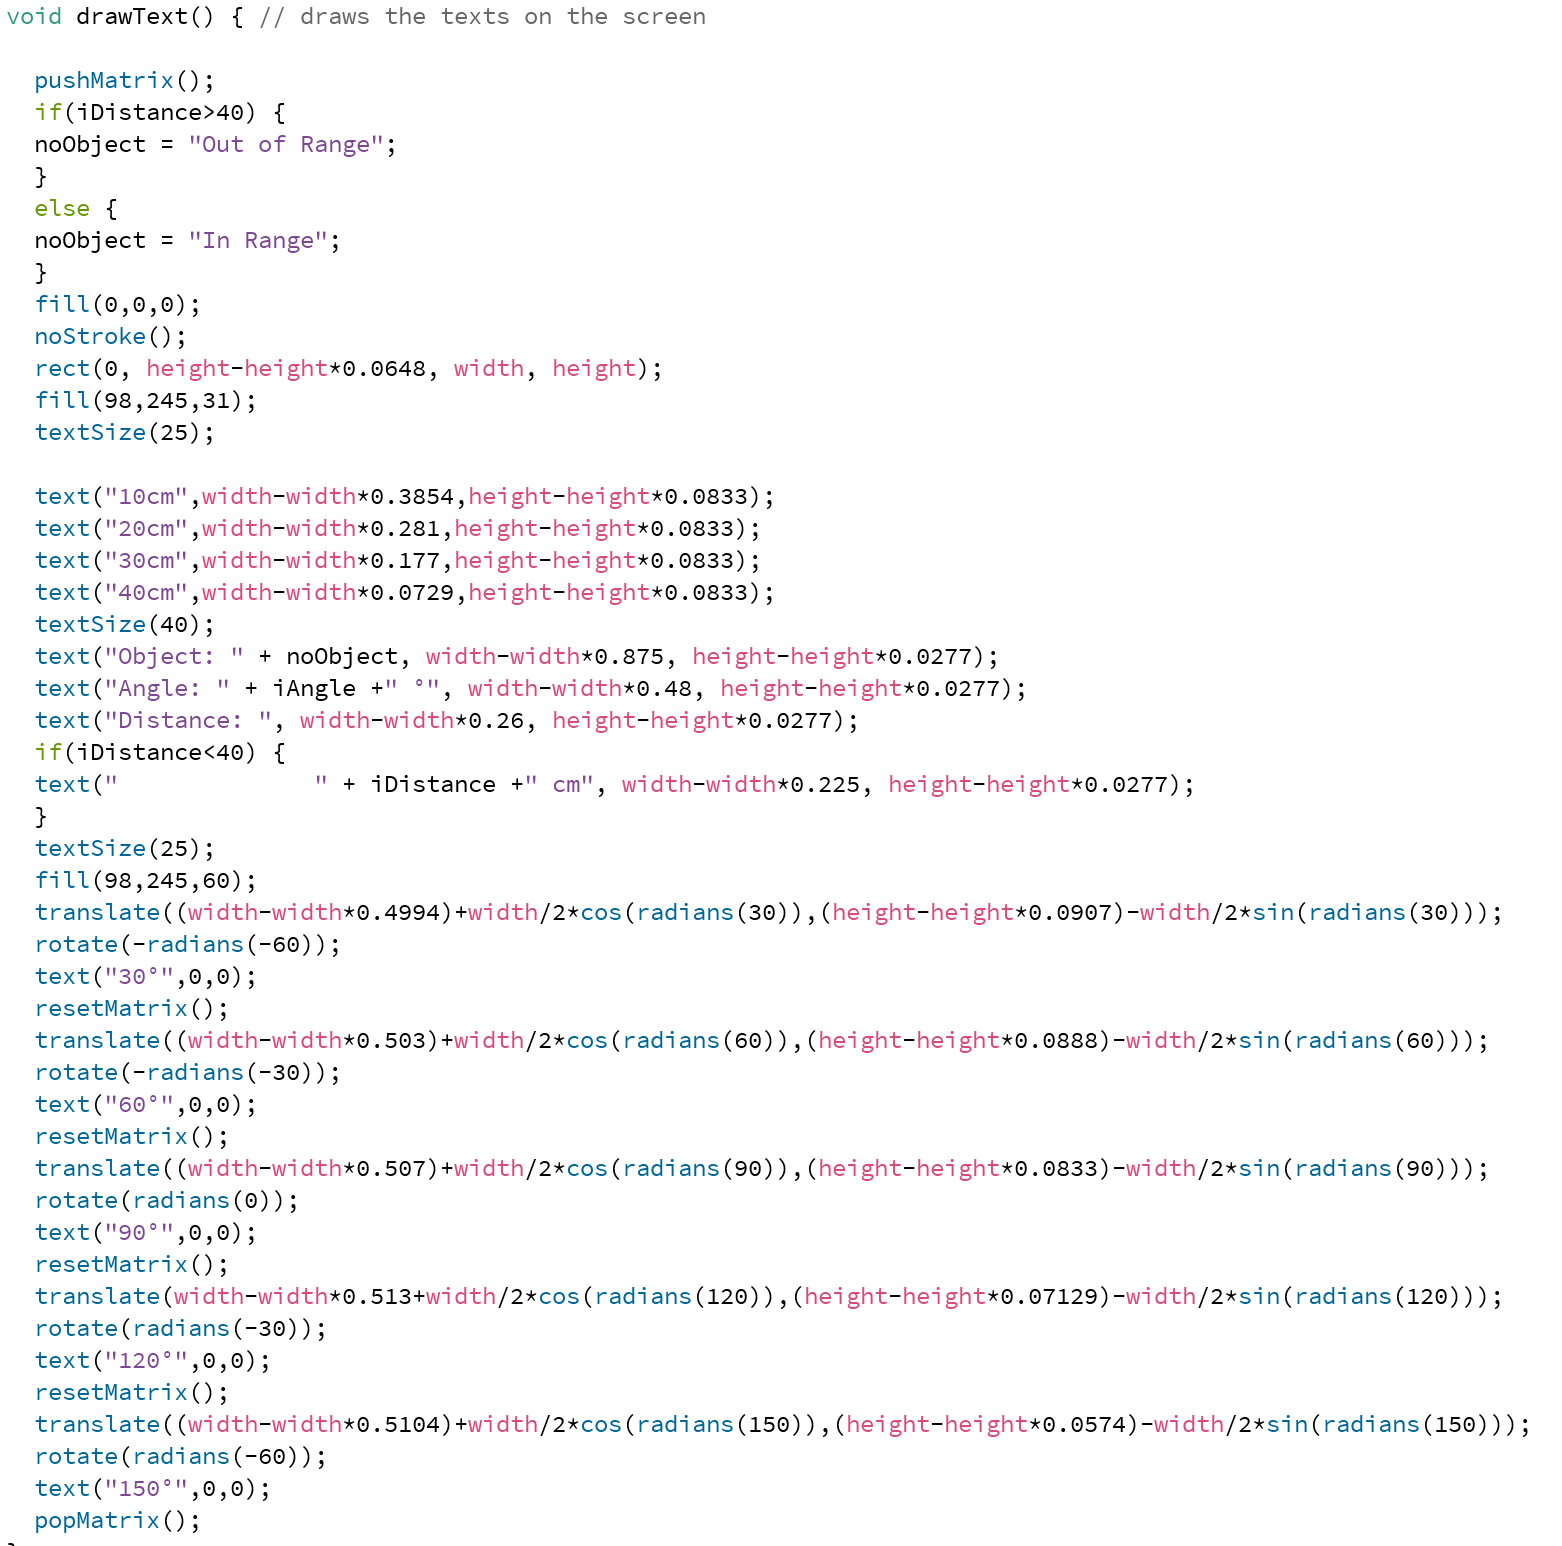 void drawText() { // draws the texts on the screen

  pushMatrix();
  if(iDistance>40) {
  noObject = "Out of Range";
  }
  else {
  noObject = "In Range";
  }
  fill(0,0,0);
  noStroke();
  rect(0, height-height*0.0648, width, height);
  fill(98,245,31);
  textSize(25);

  text("10cm",width-width*0.3854,height-height*0.0833);
  text("20cm",width-width*0.281,height-height*0.0833);
  text("30cm",width-width*0.177,height-height*0.0833);
  text("40cm",width-width*0.0729,height-height*0.0833);
  textSize(40);
  text("Object: " + noObject, width-width*0.875, height-height*0.0277);
  text("Angle: " + iAngle +" °", width-width*0.48, height-height*0.0277);
  text("Distance: ", width-width*0.26, height-height*0.0277);
  if(iDistance<40) {
  text("              " + iDistance +" cm", width-width*0.225, height-height*0.0277);
  }
  textSize(25);
  fill(98,245,60);
  translate((width-width*0.4994)+width/2*cos(radians(30)),(height-height*0.0907)-width/2*sin(radians(30)));
  rotate(-radians(-60));
  text("30°",0,0);
  resetMatrix();
  translate((width-width*0.503)+width/2*cos(radians(60)),(height-height*0.0888)-width/2*sin(radians(60)));
  rotate(-radians(-30));
  text("60°",0,0);
  resetMatrix();
  translate((width-width*0.507)+width/2*cos(radians(90)),(height-height*0.0833)-width/2*sin(radians(90)));
  rotate(radians(0));
  text("90°",0,0);
  resetMatrix();
  translate(width-width*0.513+width/2*cos(radians(120)),(height-height*0.07129)-width/2*sin(radians(120)));
  rotate(radians(-30));
  text("120°",0,0);
  resetMatrix();
  translate((width-width*0.5104)+width/2*cos(radians(150)),(height-height*0.0574)-width/2*sin(radians(150)));
  rotate(radians(-60));
  text("150°",0,0);
  popMatrix();